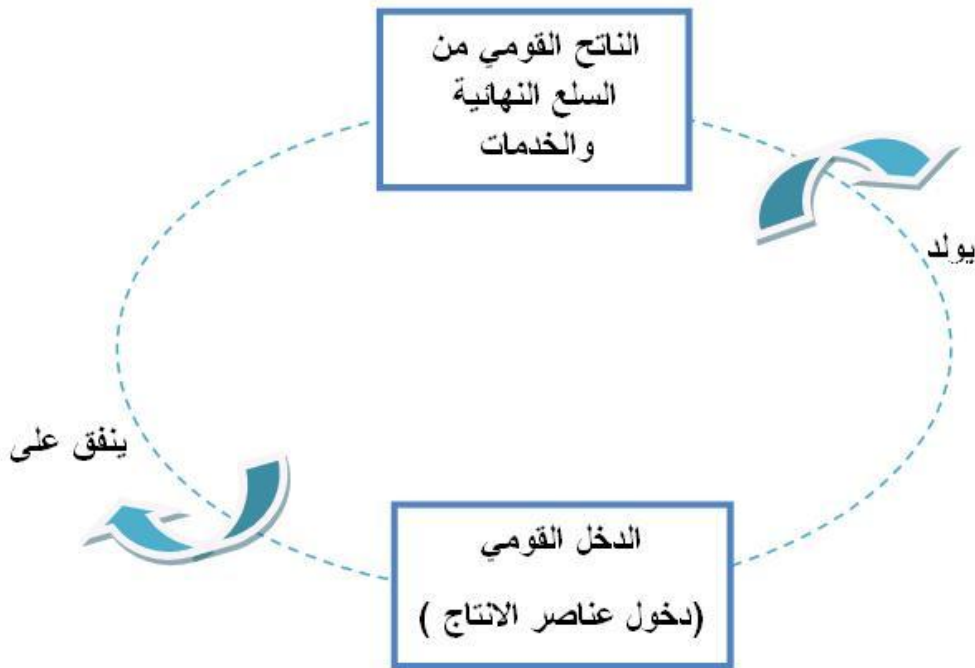 الناتج القومي من
السلع النهائية
والخدمات
يولد
ينفق على
الدخل القومي
(دخول عناصر الانتاج )